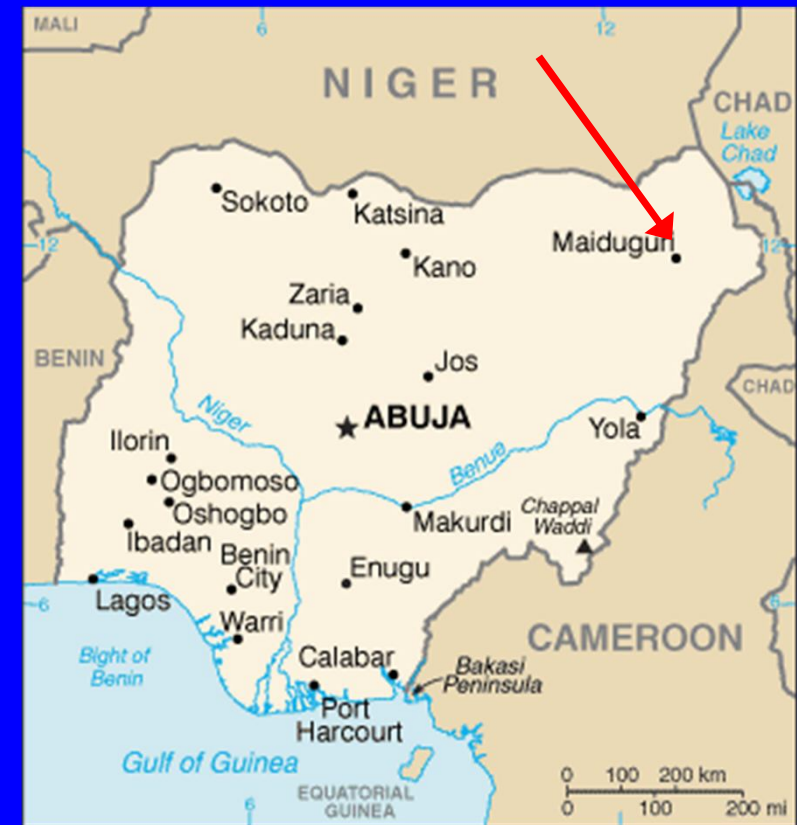 MALI
6
12
NIGER
CHAD
Lake
Chad
Sokoto
Katsina
12
Maiduguri
12
Kano
Zaria
Kaduna
BENIN
Jos
CHAD
Niger
ABUJA
Yola
Ilorin
Benue
Ogbomoso
Oshogbo
Chappal
Waddi
Makurdi
Ibadan
Benin
City
Enugu
6
Lagos
6
Warri
CAMEROON
Bight of
Benin
Calabar
Bakasi
Peninsula
Port
Harcourt
Gulf of Guinea
EQUATORIAL
GUINEA
0 100 200 km
0 100 200 mi
6